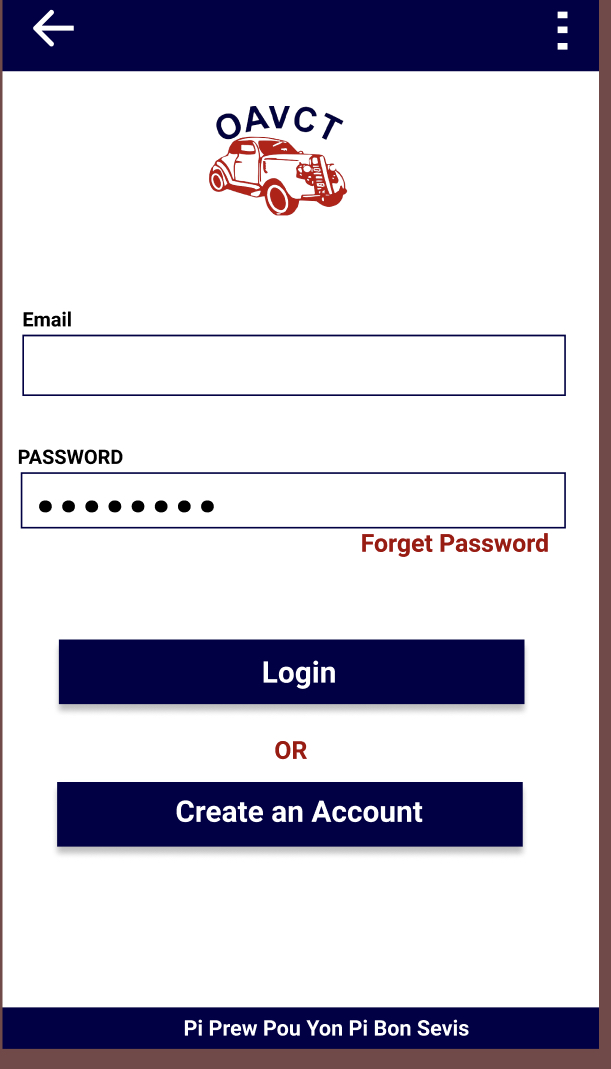 OAVCT
Email
PASSWORD
Forget Password
Login
OR
Create an Account
Pi Prew Pou Yon Pi Bon Sevis